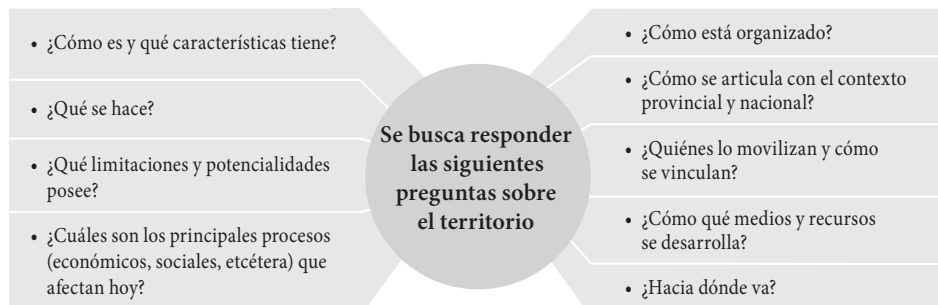 • ¿Cómo es y qué característicás tiene?
• ¿Qué se hace?
• ¿Qué limitaciones y potencialidades
posee?
• ¿Cuáles son los principales procesos
(económicos, sociales, etcétera) que
afectan hoy?
Se busca responder
las siguientes
preguntas sobre
el territorio
• ¿Cómo está organizado?
• ¿Cómo se articula con el contexto
provincial y nacional?
• ¿Quiénes lo movilizan y cómo
se vinculan?
• ¿Cómo qué medios y recursos
se desarrolla?
• ¿Hacia dónde va?